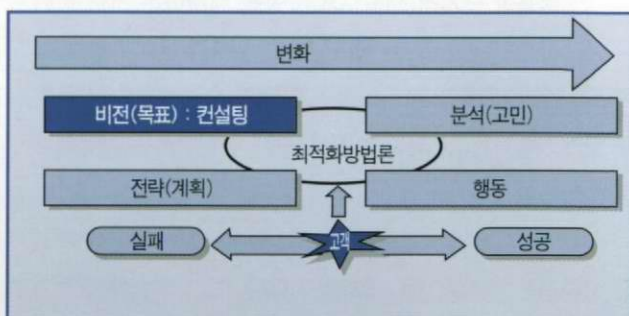 변화
비전(목표) : 컨설팅
분석(고민)
최적화방법론
전략(계획)
행동
실패
고객
성공